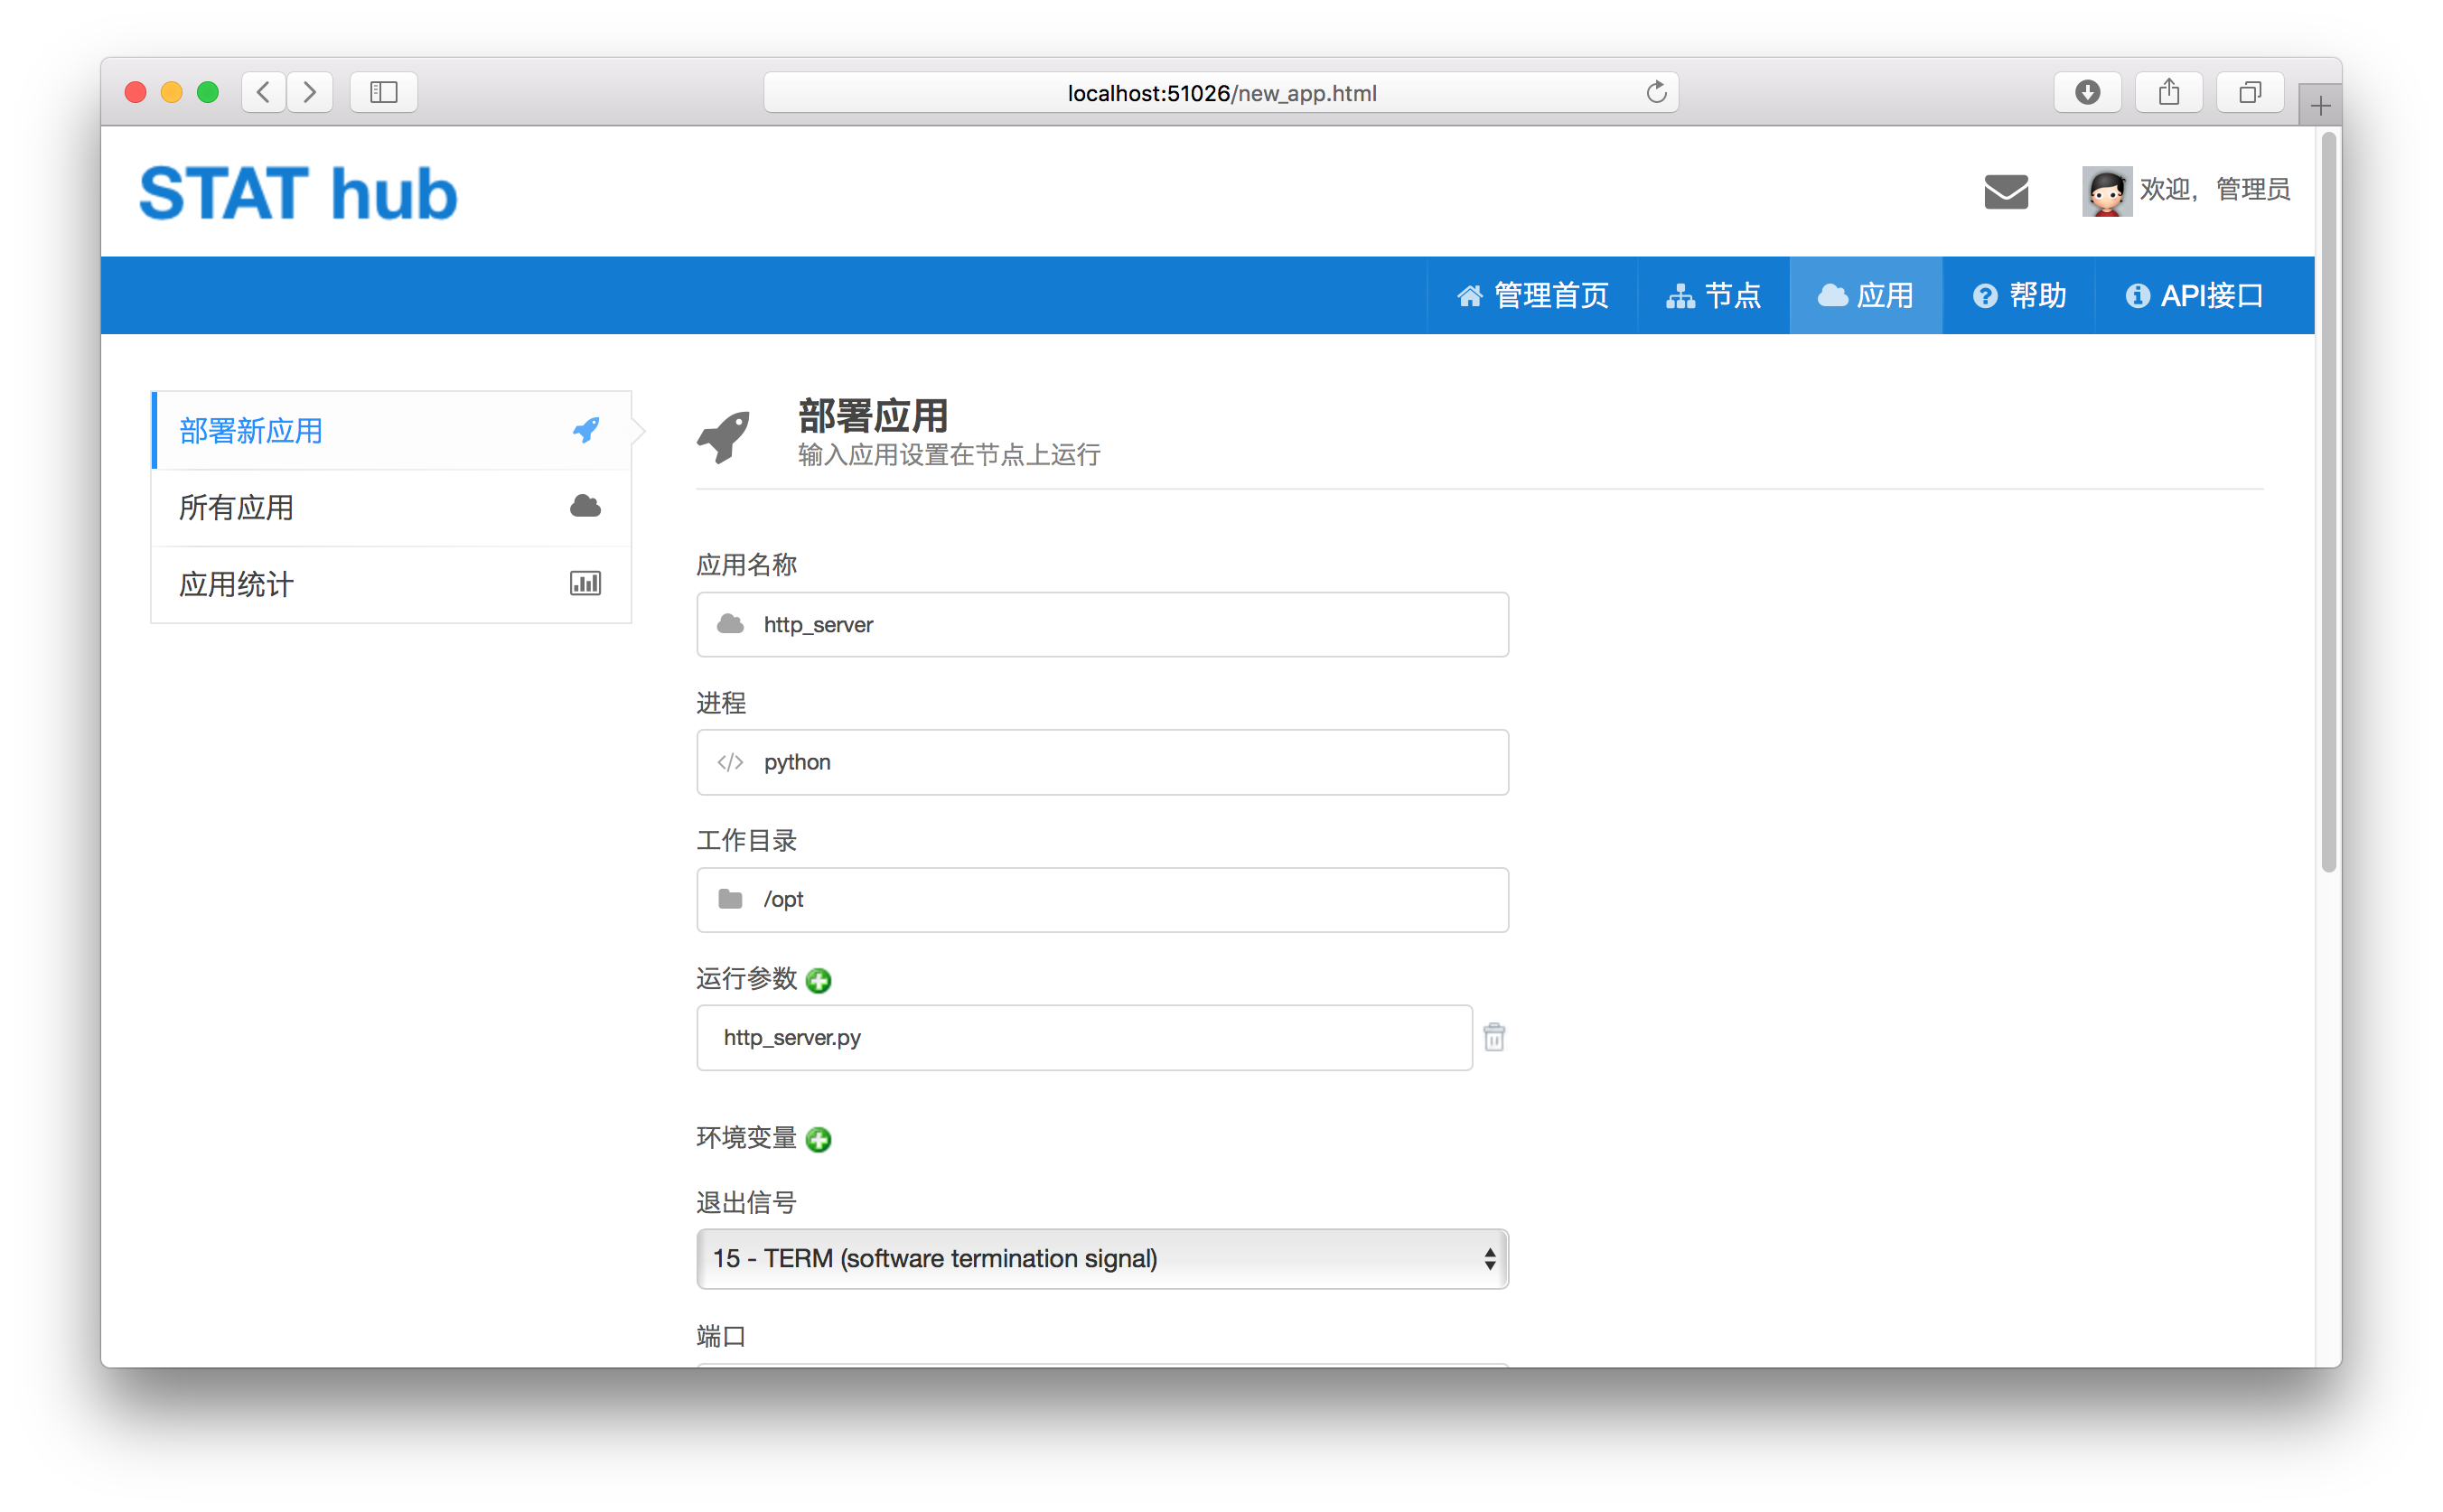 localhost:51026/new_app.html
STAT hub
欢迎，管理员
管理首页
节点
应用
帮助
API接口
部署新应用
所有应用
应用统计
部署应用
输入应用设置在节点上运行
应用名称
http_server
进程
python
工作目录
/opt
运行参数
http_server.py
环境变量
退出信号
15 - TERM (software termination signal)
端口